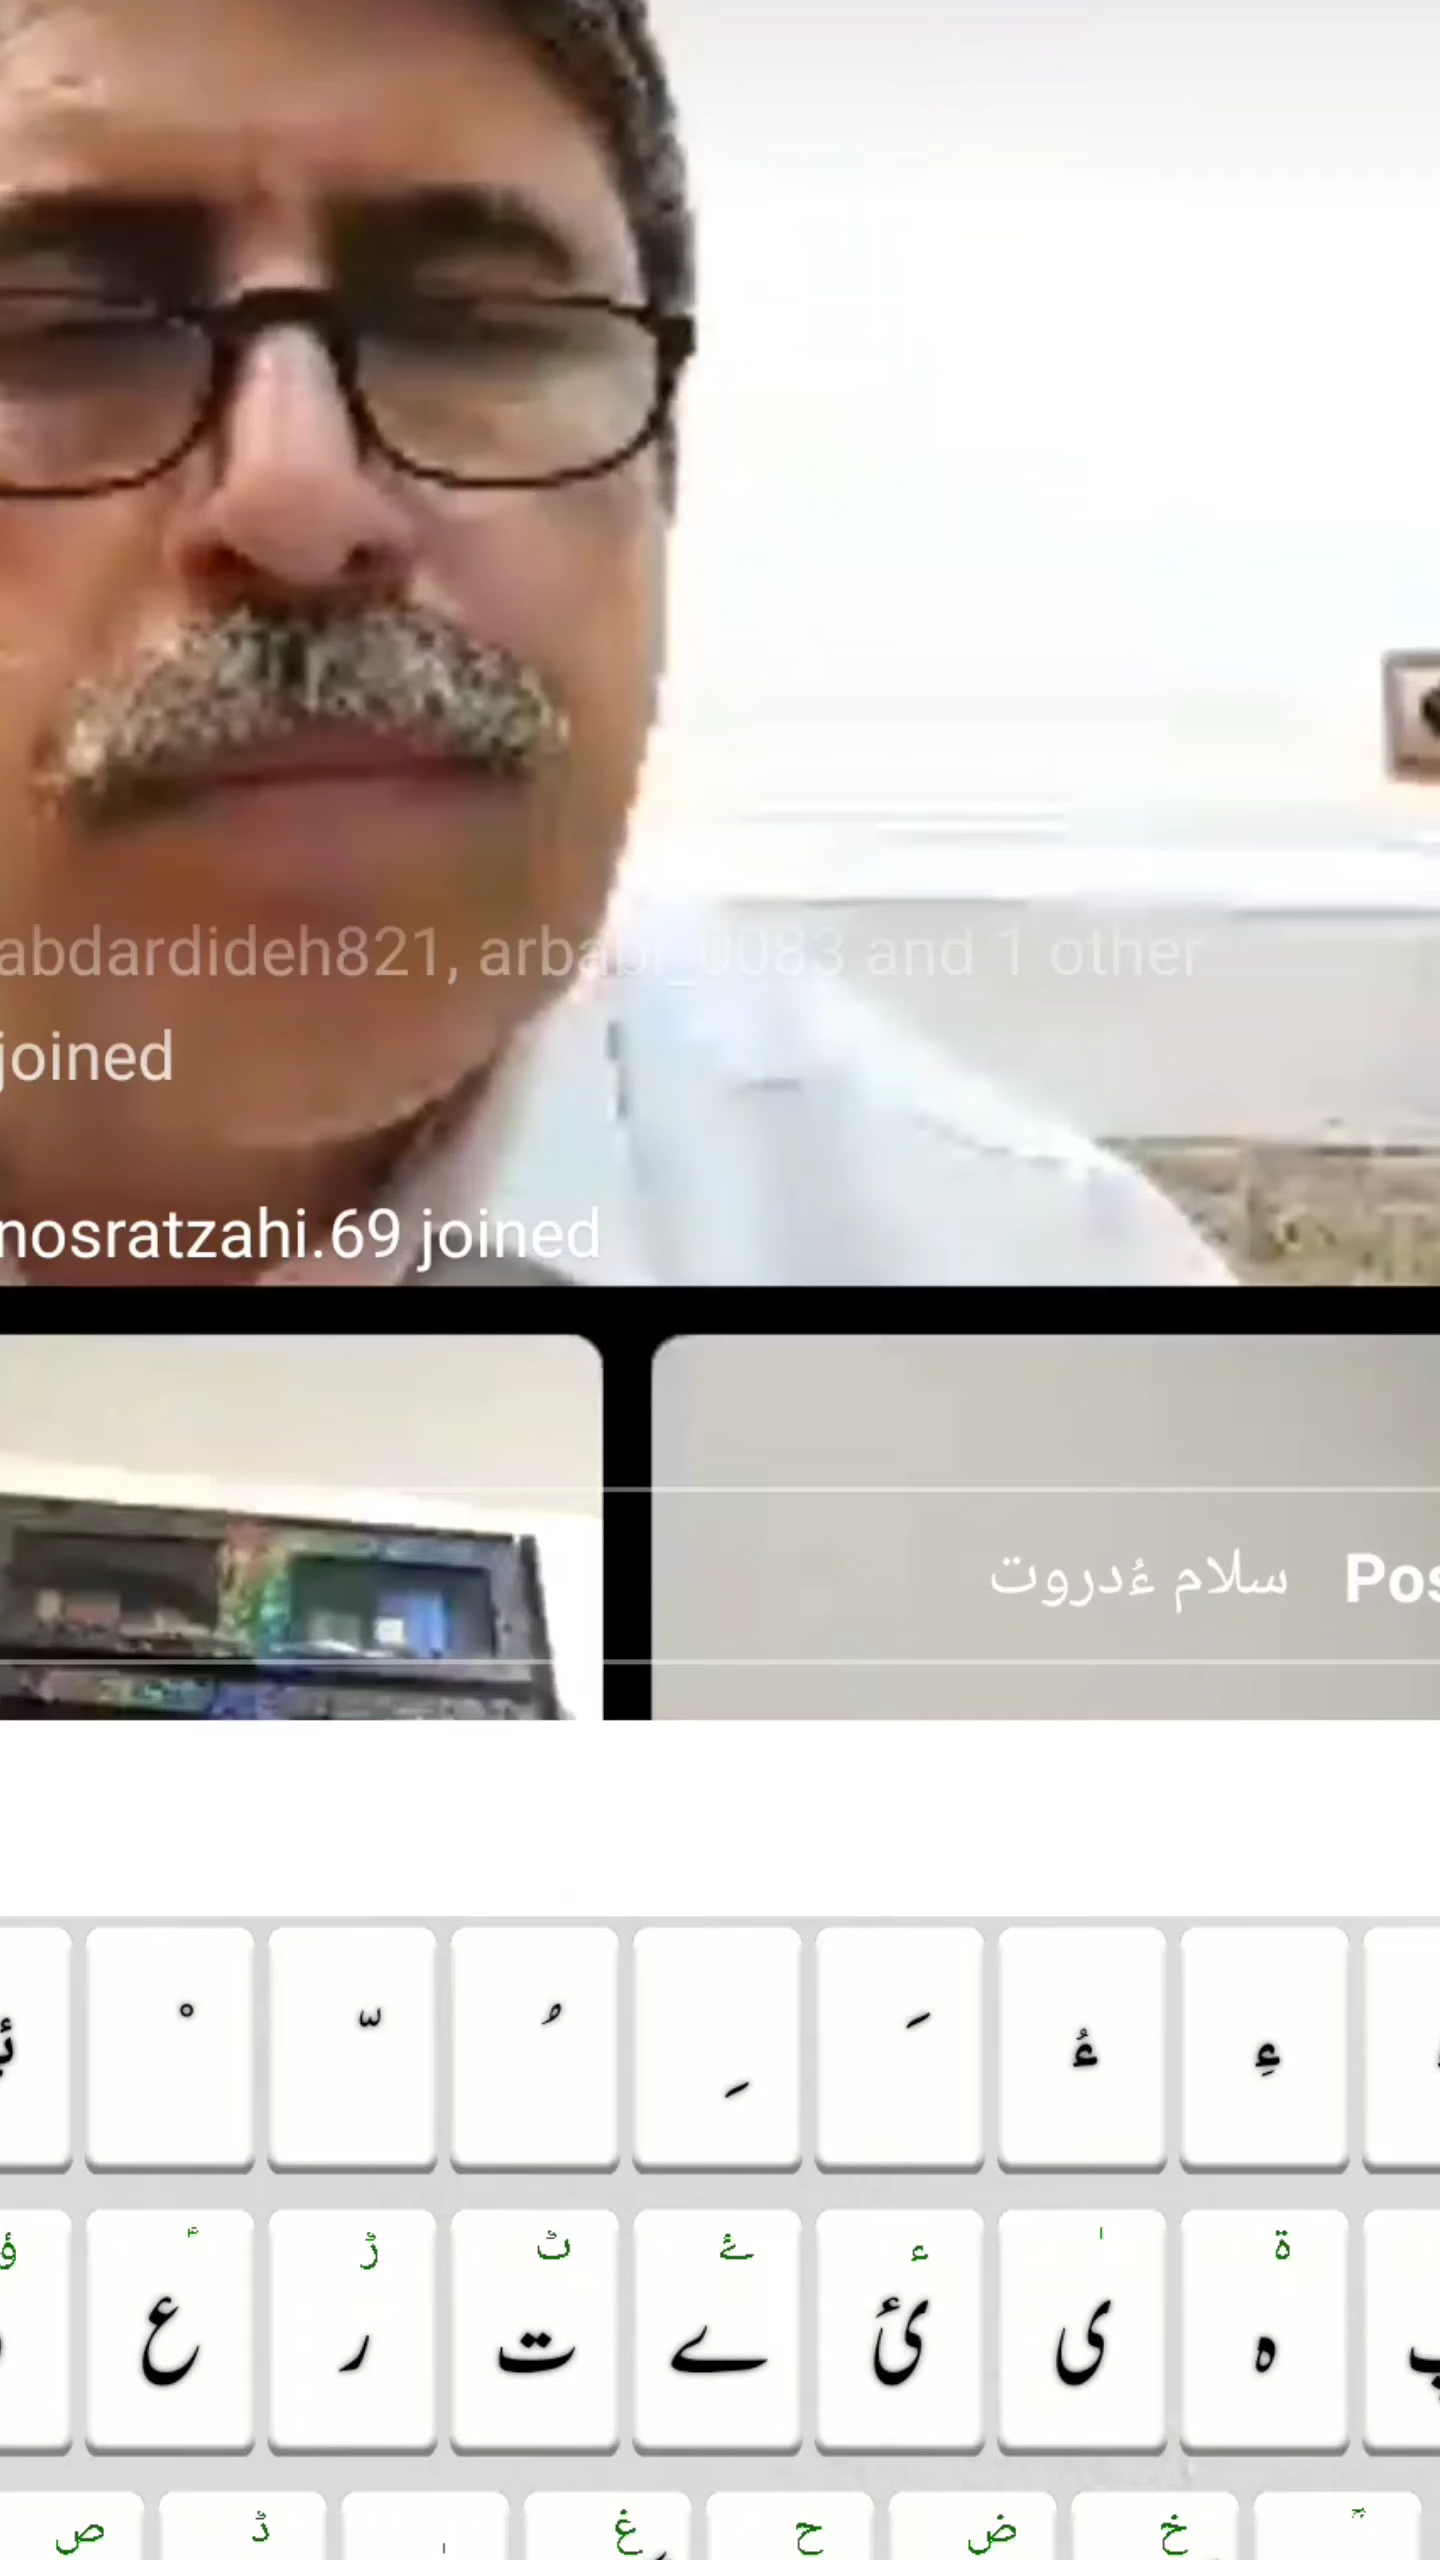 abdardideh821, arbabi_0083 and 1 other
joined
nosratzahi.69 joined
سلام ءُدروت Pos
ْ ّ ُ ِ َ ءُ ءِ
ؤ ڑ ٹ ۓ ء ٰ ۃ
ع ر ت ے ئ ی ہ پ
ص ڈ غ ح ض خ